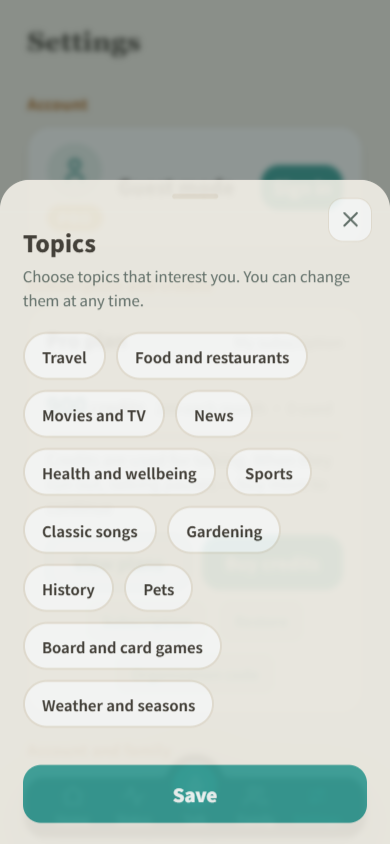 Settings
Account
Topics
Choose topics that interest you. You can change
them at any time.
Travel
Food and restaurants
Movies and TV
News
Health and wellbeing
Sports
Classic songs
Gardening
History
Pets
Board and card games
Weather and seasons
Save